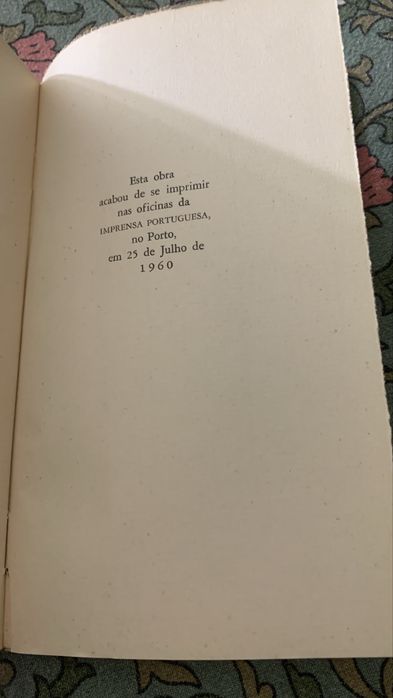 Esta obra
acabou de se imprimir
nas oficinas da
IMPRENSA PORTUGUESA,
no Porto,
em 25 de Julho de
1960